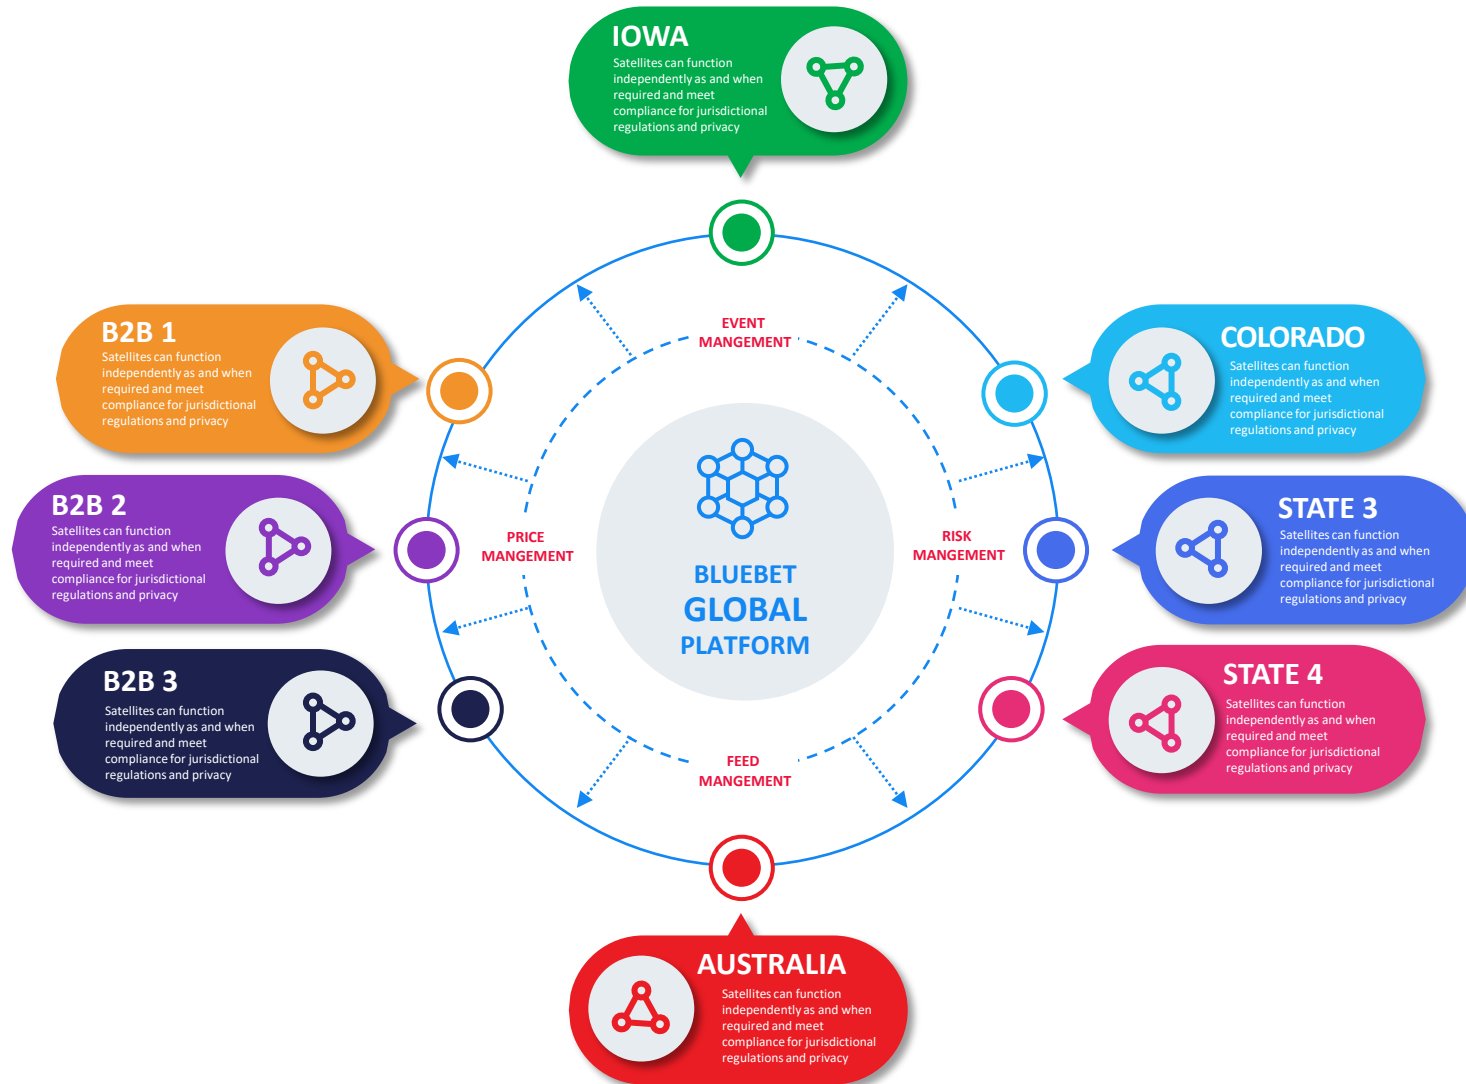 IOWA
Satellites can function
independently as and when
required and meet
compliance for jurisdictional
regulations and privacy
B2B 1
Satellites can function
independently as and when
required and meet
compliance for jurisdictional
regulations and privacy
EVENT
MANGEMENT
COLORADO
Satellites can function
independently as and when
required and meet
compliance for jurisdictional
regulations and privacy
B2B 2
Satellites can function
independently as and when
required and meet
compliance for jurisdictional
regulations and privacy
PRICE
MANGEMENT
BLUEBET
GLOBAL
PLATFORM
RISK
MANGEMENT
STATE 3
Satellites can function
independently as and when
required and meet
compliance for jurisdictional
regulations and privacy
B2B 3
Satellites can function
independently as and when
required and meet
compliance for jurisdictional
regulations and privacy
FEED
MANGEMENT
STATE 4
Satellites can function
independently as and when
required and meet
compliance for jurisdictional
regulations and privacy
AUSTRALIA
Satellites can function
independently as and when
required and meet
compliance for jurisdictional
regulations and privacy